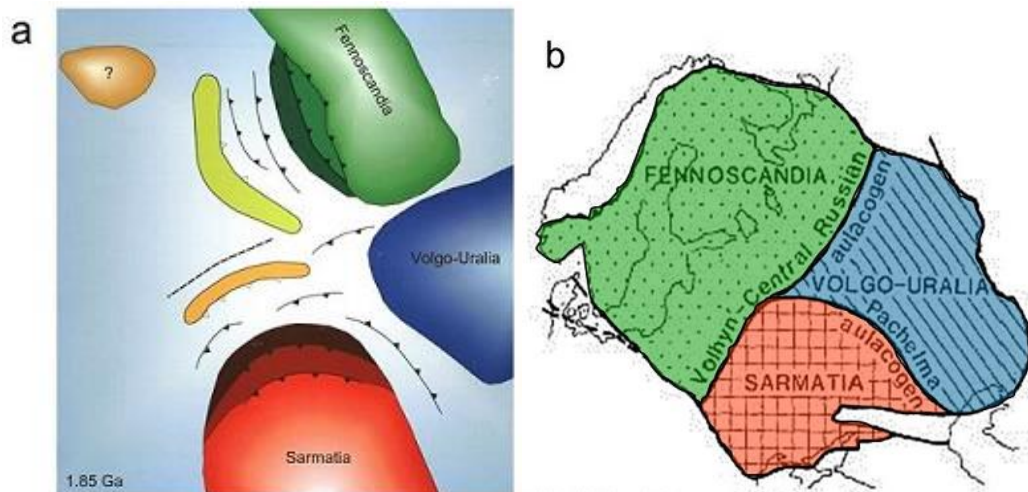 a
?
Fennoscandia
Volgo-Uralia
Sarmatia
1.85 Ga
b
FENNOSCANDIA
Volhyn-Central Russian
aulacogen
VOLGO-URALIA
Pachelma
aulacogen
SARMATIA